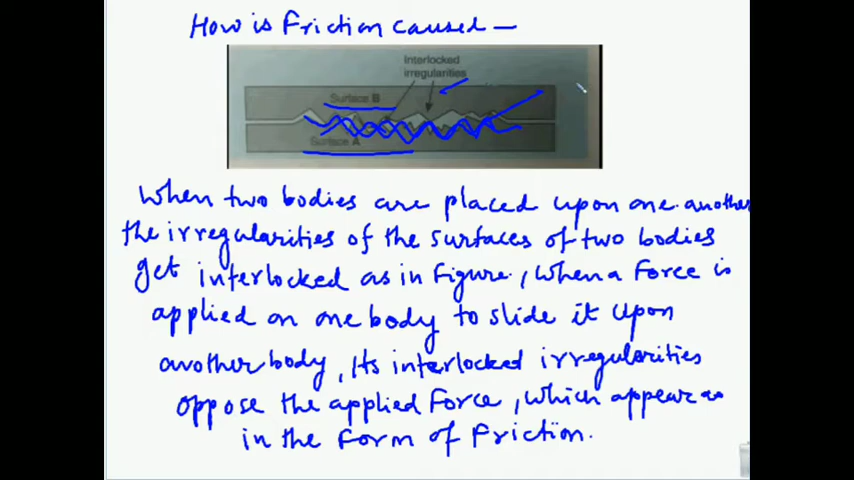 How is Friction caused —
Interlocked
irregularities
Surface B
Surface A
When two bodies are placed upon one another
the irregularities of the surfaces of two bodies
get interlocked as in figure, when a force is
applied on one body to slide it upon
another body, Its interlocked irregularities
oppose the applied force, which appear as
in the form of friction.